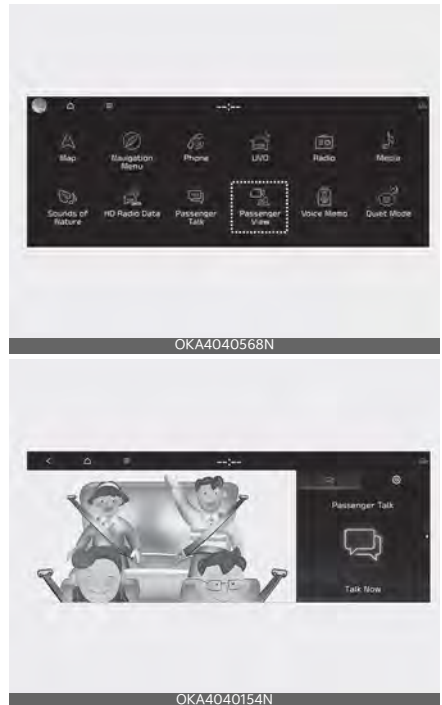 --:--
Map Navigation Menu Phone UVO Radio Media
Sounds of Nature HD Radio Data Passenger Talk Passenger View Voice Memo Quiet Mode
OKA4040568N
--:--
Passenger Talk
Talk Now
OKA4040154N